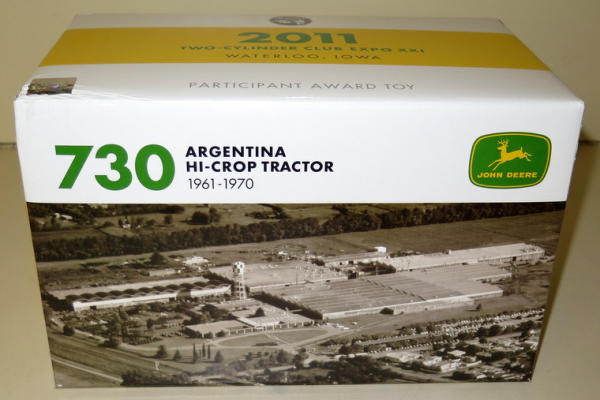 2011
TWO-CYLINDER CLUB EXPO XXI
WATERLOO, IOWA
PARTICIPANT AWARD TOY
730
ARGENTINA
HI-CROP TRACTOR
1961-1970
JOHN DEERE